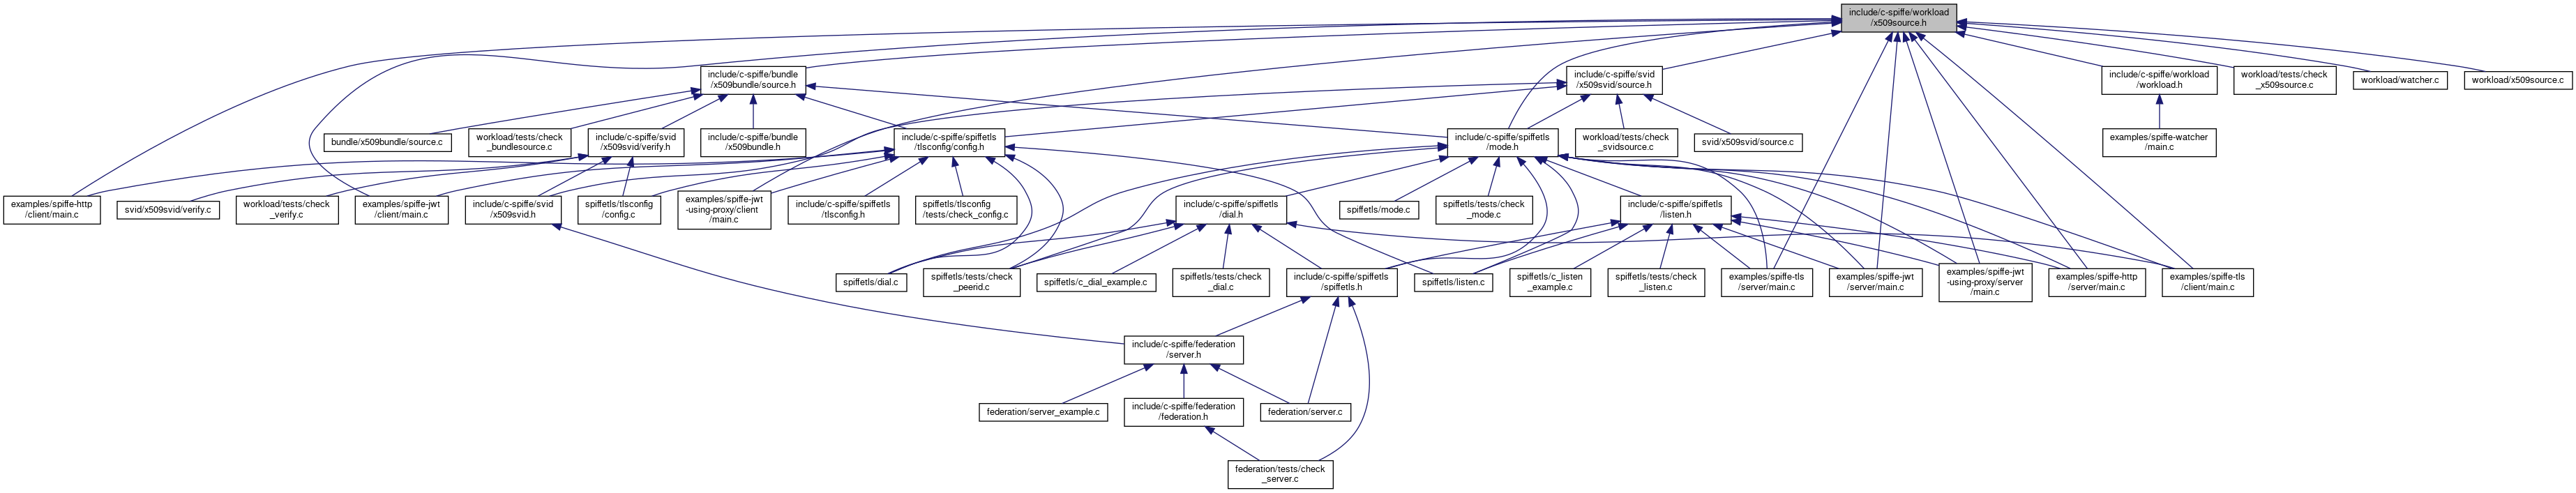 include/c-spiffe/workload
/x509source.h
include/c-spiffe/bundle
/x509bundle/source.h
include/c-spiffe/svid
/x509svid/source.h
include/c-spiffe/workload
/workload.h
workload/tests/check
_x509source.c
workload/watcher.c
workload/x509source.c
bundle/x509bundle/source.c
workload/tests/check
_bundlesource.c
include/c-spiffe/svid
/x509svid/verify.h
include/c-spiffe/bundle
/x509bundle.h
include/c-spiffe/spiffetls
/tlsconfig/config.h
include/c-spiffe/spiffetls
/mode.h
workload/tests/check
_svidsource.c
svid/x509svid/source.c
examples/spiffe-watcher
/main.c
examples/spiffe-http
/client/main.c
svid/x509svid/verify.c
workload/tests/check
_verify.c
examples/spiffe-jwt
/client/main.c
include/c-spiffe/svid
/x509svid.h
spiffetls/tlsconfig
/config.c
examples/spiffe-jwt
-using-proxy/client
/main.c
include/c-spiffe/spiffetls
/tlsconfig.h
spiffetls/tlsconfig
/tests/check_config.c
include/c-spiffe/spiffetls
/dial.h
spiffetls/mode.c
spiffetls/tests/check
_mode.c
include/c-spiffe/spiffetls
/listen.h
spiffetls/dial.c
spiffetls/tests/check
_peerid.c
spiffetls/c_dial_example.c
spiffetls/tests/check
_dial.c
include/c-spiffe/spiffetls
/spiffetls.h
spiffetls/listen.c
spiffetls/c_listen
_example.c
spiffetls/tests/check
_listen.c
examples/spiffe-tls
/server/main.c
examples/spiffe-jwt
/server/main.c
examples/spiffe-jwt
-using-proxy/server
/main.c
examples/spiffe-http
/server/main.c
examples/spiffe-tls
/client/main.c
include/c-spiffe/federation
/server.h
federation/server_example.c
include/c-spiffe/federation
/federation.h
federation/server.c
federation/tests/check
_server.c